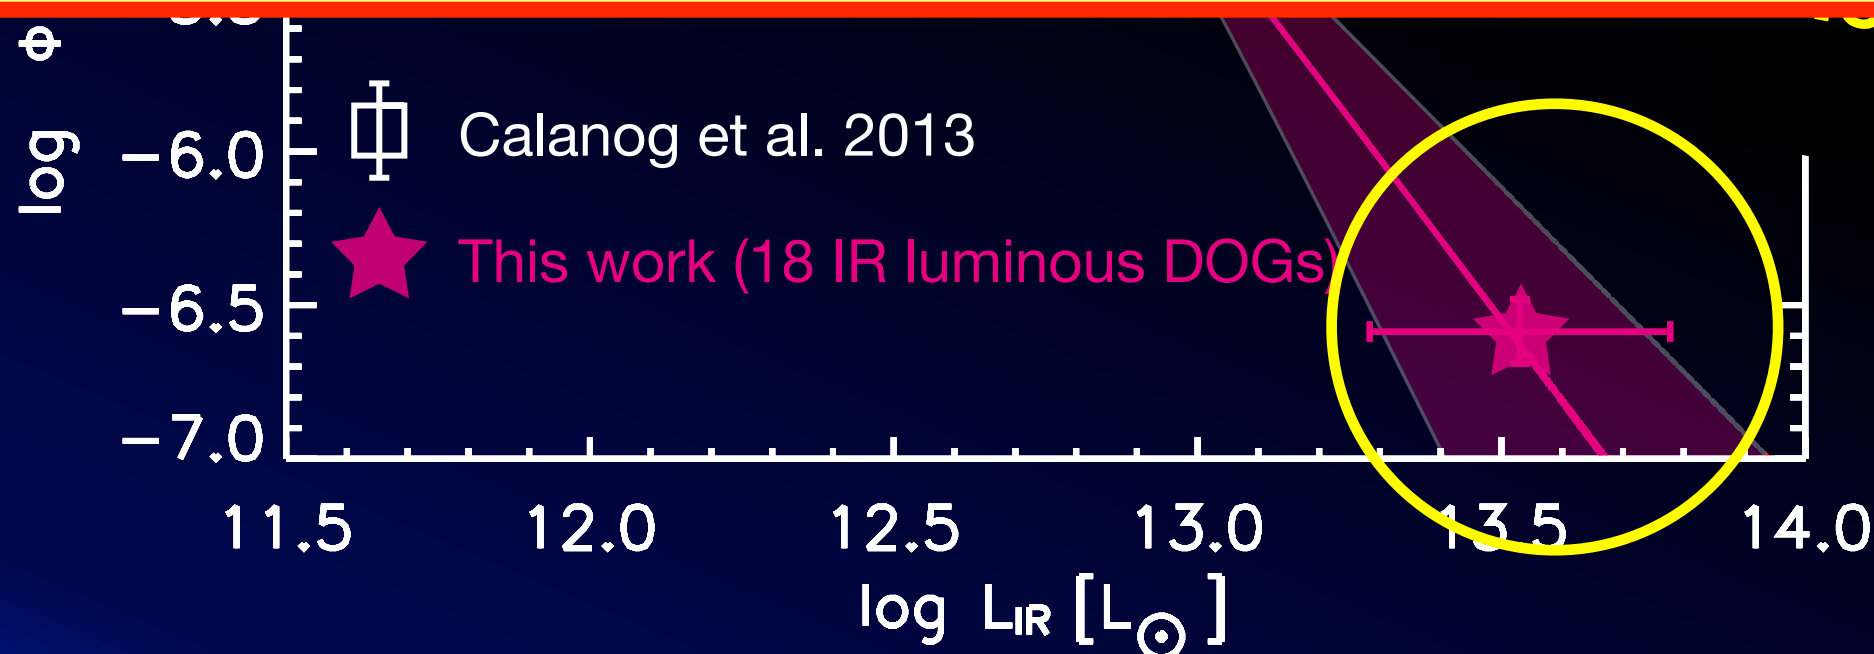 log Φ
−6.0
−6.5
−7.0
Calanog et al. 2013
This work (18 IR luminous DOGs)
11.5 12.0 12.5 13.0 13.5 14.0
log LIR [L⊙]